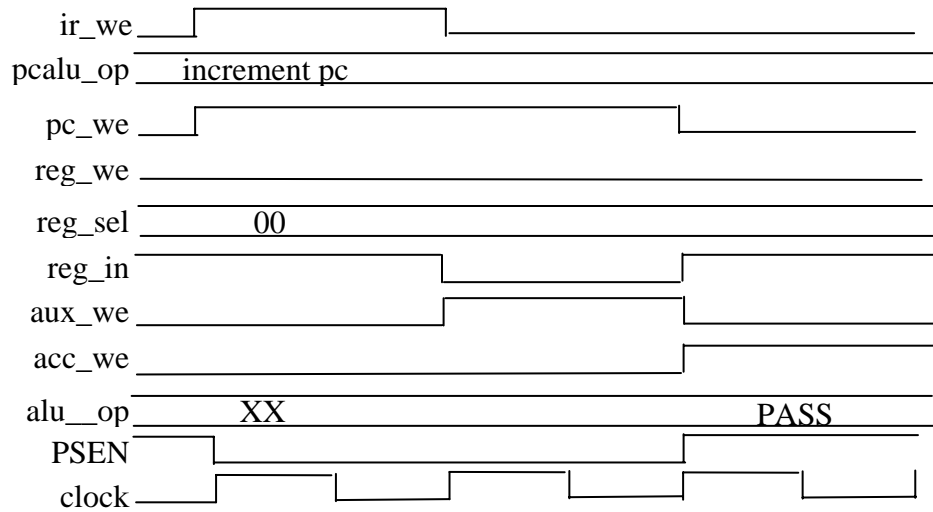 ir_we
pcalu_op increment pc
pc_we
reg_we
reg_sel 00
reg_in
aux_we
acc_we
alu__op XX PASS
PSEN
clock